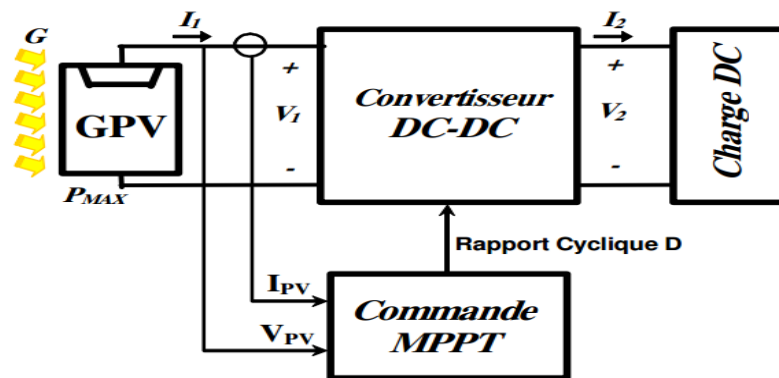 I1
I2
G
+
+
GPV
V1
Convertisseur
DC-DC
V2
Charge DC
-
-
PMAX
Rapport Cyclique D
IPV
Commande
MPPT
VPV